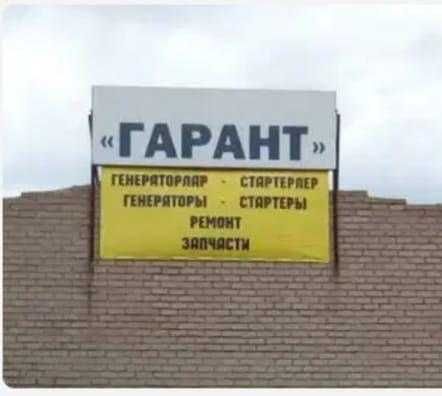 «ГАРАНТ»
ГЕНЕРАТОРЛАР - СТАРТЕРЛЕР
ГЕНЕРАТОРЫ - СТАРТЕРЫ
РЕМОНТ
ЗАПЧАСТИ